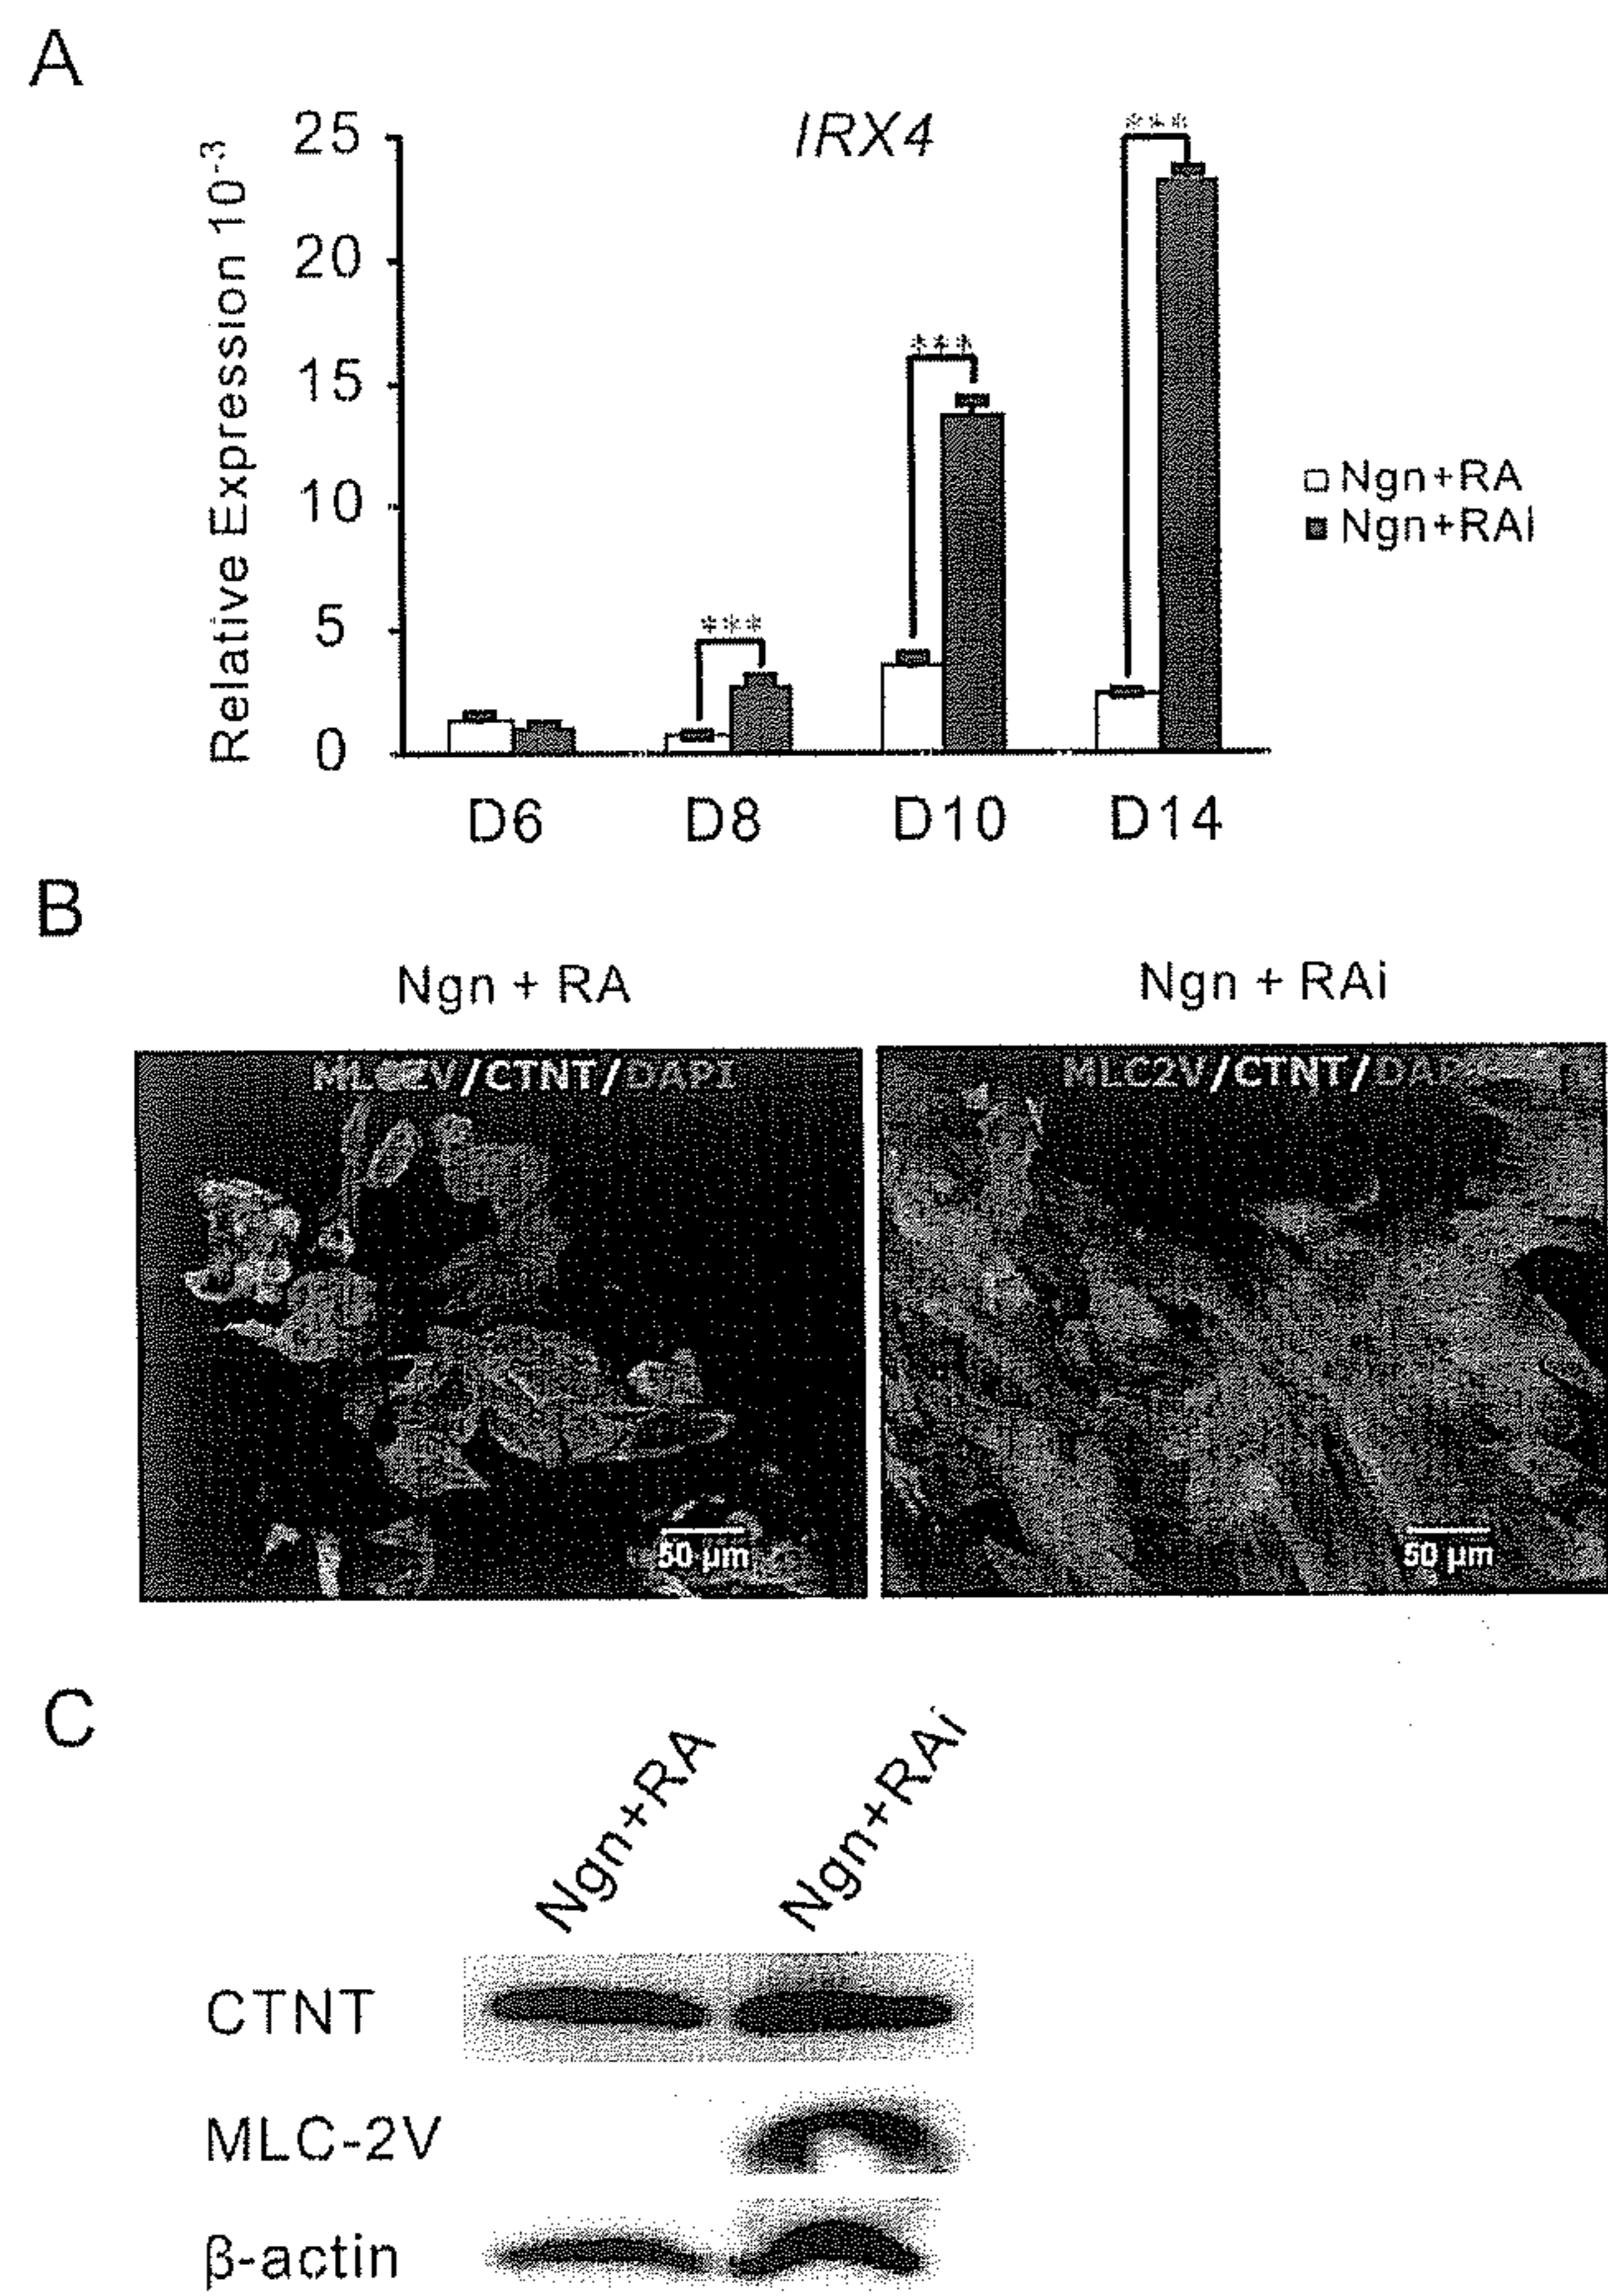 A
IRX4
Relative Expression 10-3
25
20
15
10
5
0
***
***
***
D6 D8 D10 D14
Ngn+RA
Ngn+RAi
B
Ngn + RA
Ngn + RAi
MLC2V/CTNT/DAPI
MLC2V/CTNT/DAPI
50 µm
50 µm
C
Ngn+RA
Ngn+RAi
CTNT
MLC-2V
β-actin